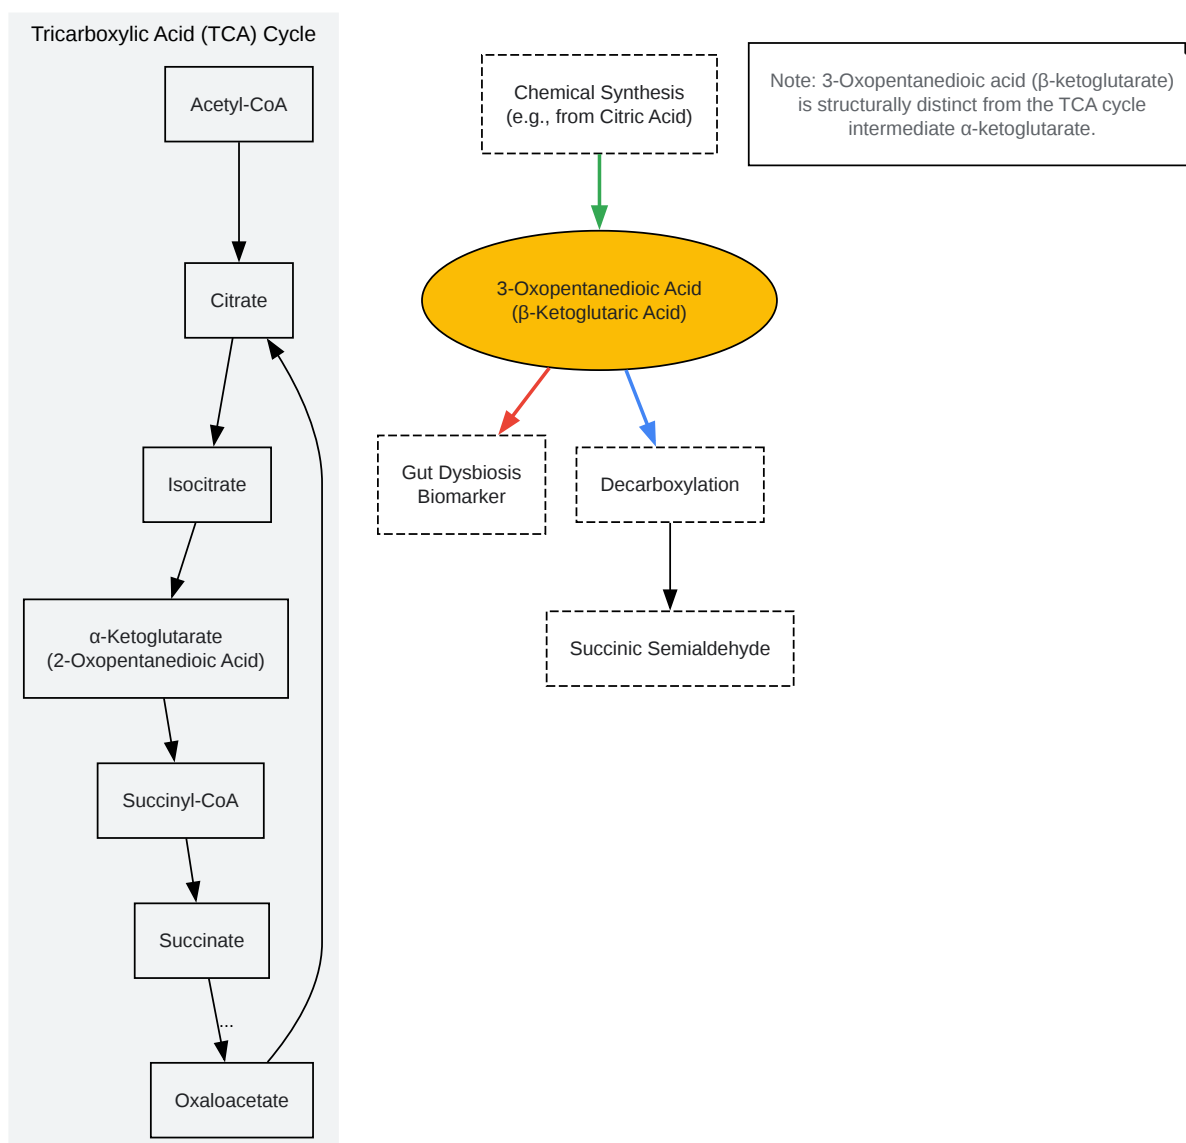 Tricarboxylic Acid (TCA) Cycle
Acetyl-CoA
Citrate
Isocitrate
α-Ketoglutarate
(2-Oxopentanedioic Acid)
Succinyl-CoA
Succinate
...
Oxaloacetate
Chemical Synthesis
(e.g., from Citric Acid)
3-Oxopentanedioic Acid
(β-Ketoglutaric Acid)
Gut Dysbiosis
Biomarker
Decarboxylation
Succinic Semialdehyde
Note: 3-Oxopentanedioic acid (β-ketoglutarate)
is structurally distinct from the TCA cycle
intermediate α-ketoglutarate.